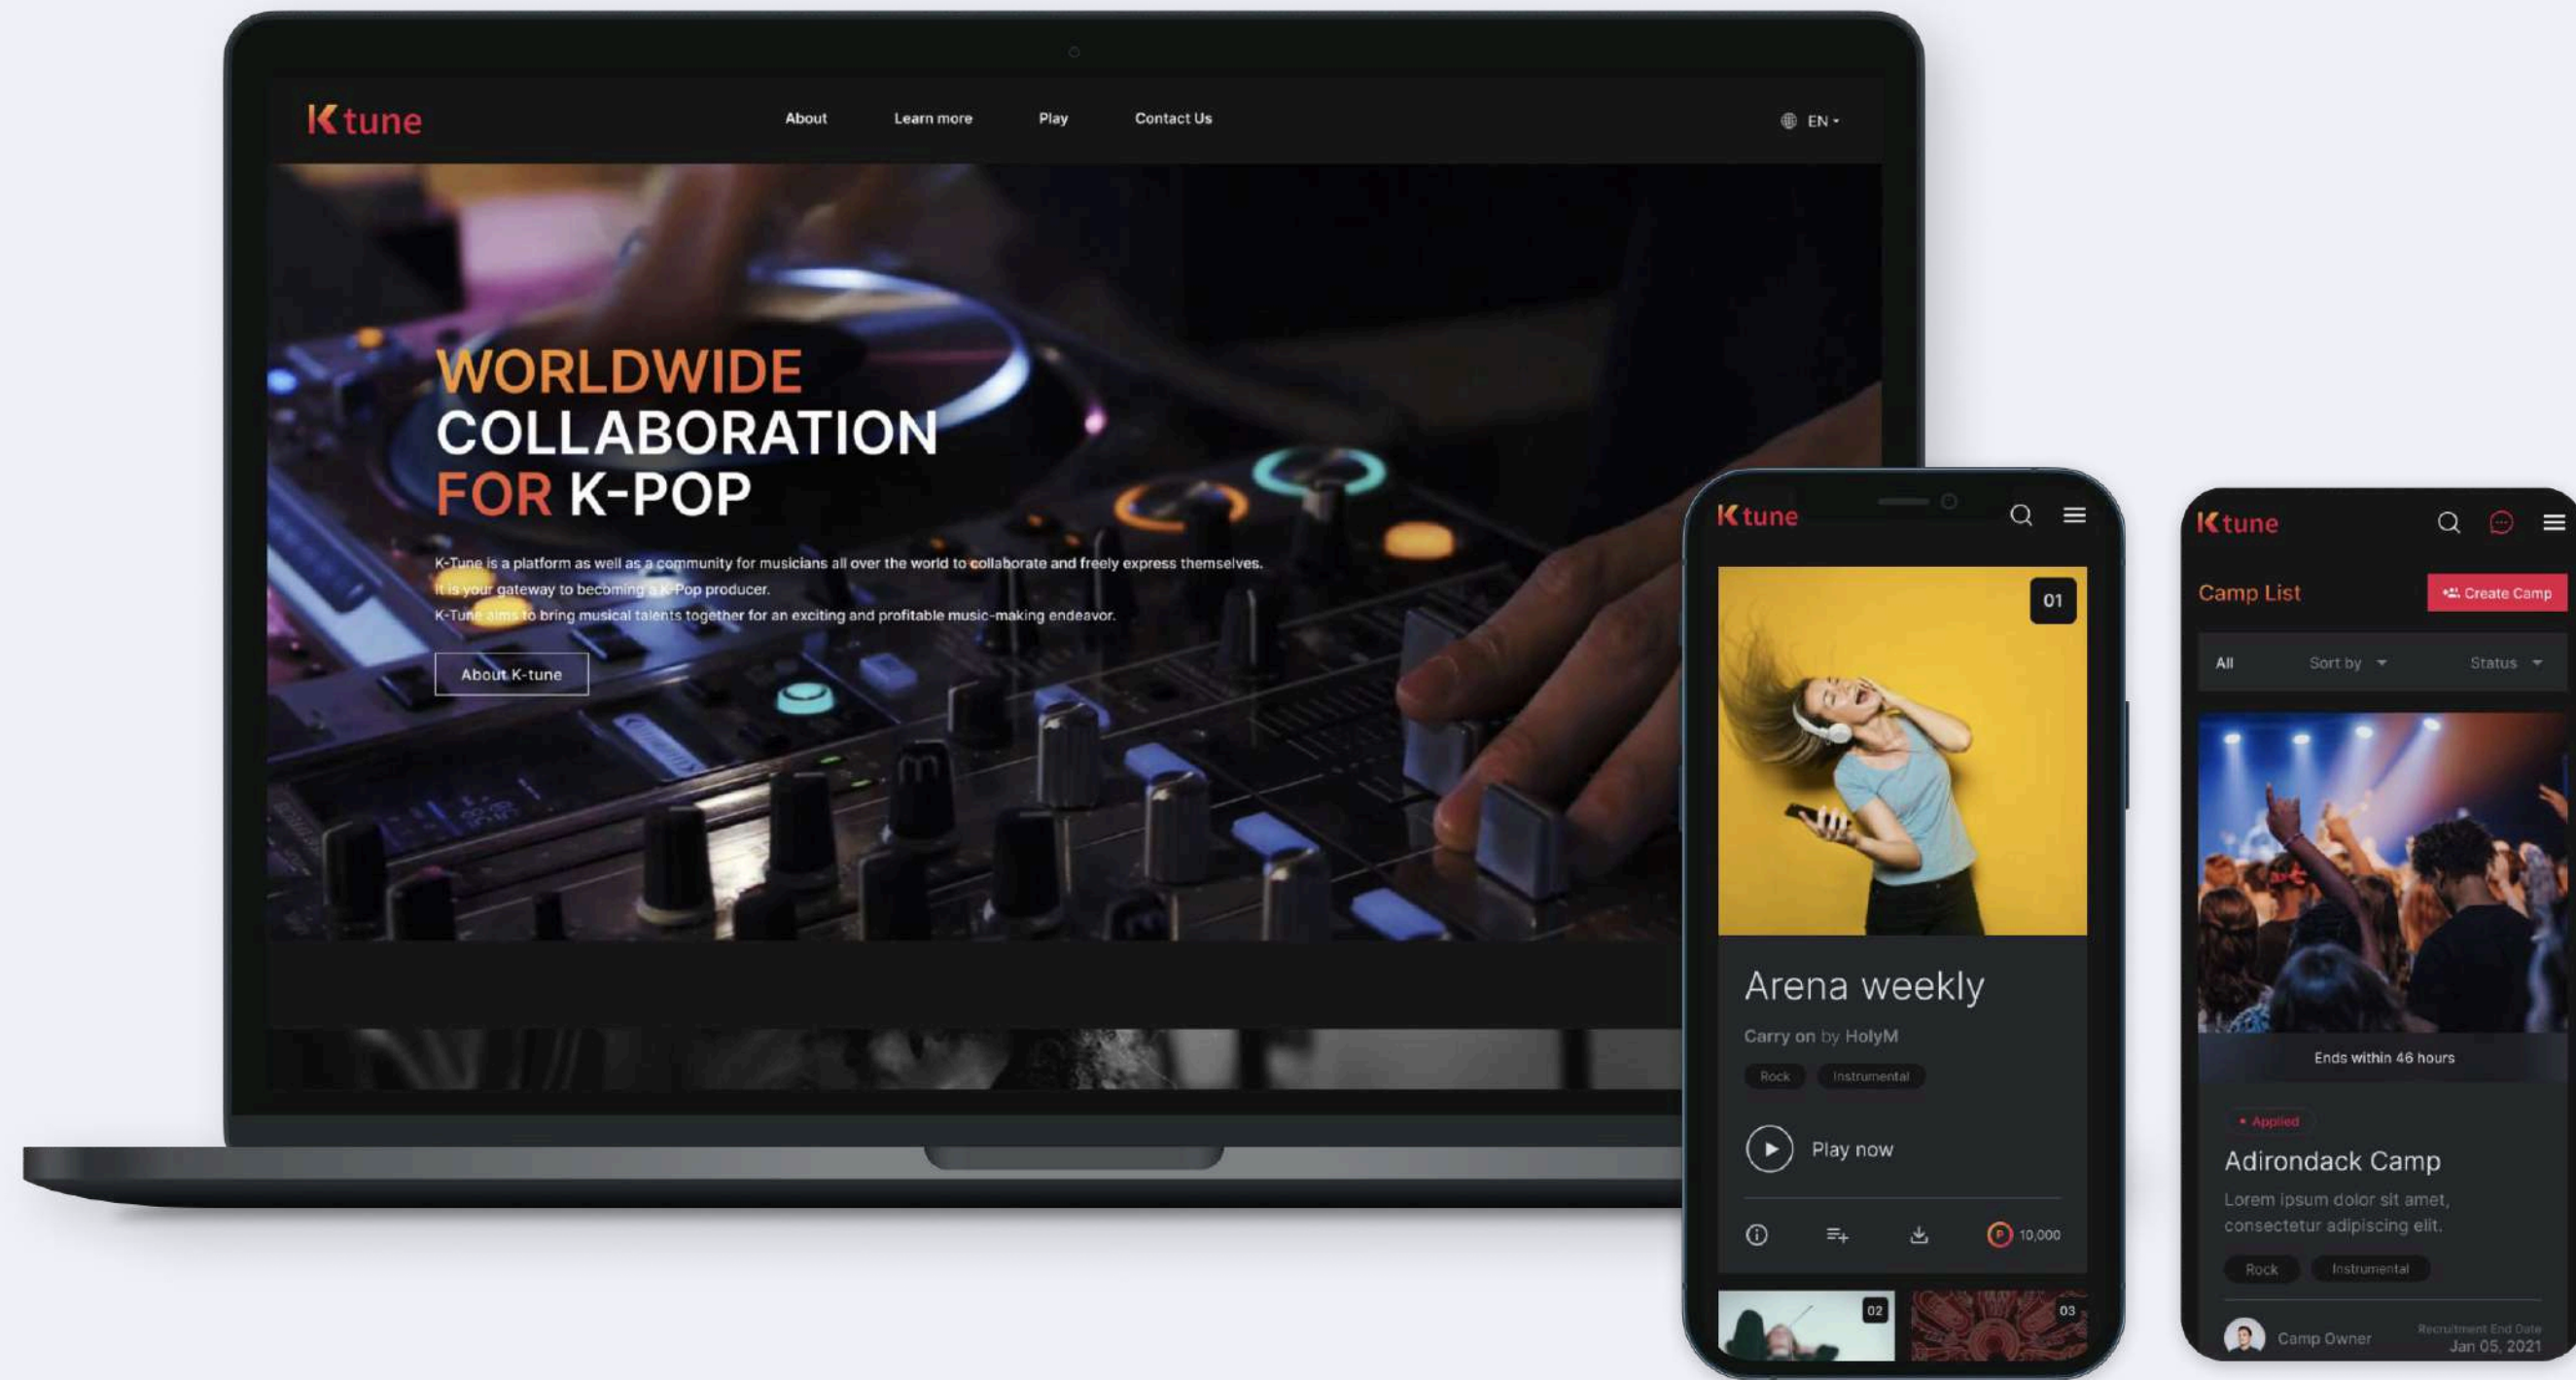 Ktune
About
Learn more
Play
Contact Us
EN
WORLDWIDE
COLLABORATION
FOR K-POP
K-Tune is a platform as well as a community for musicians all over the world to collaborate and freely express themselves.
It is your gateway to becoming a K-Pop producer.
K-Tune aims to bring musical talents together for an exciting and profitable music-making endeavor.
About K-tune
Ktune
01
Arena weekly
Carry on by HolyM
Rock
Instrumental
Play now
P 10,000
02
03
Ktune
Camp List
Create Camp
All
Sort by
Status
Ends within 46 hours
Applied
Adirondack Camp
Lorem ipsum dolor sit amet,
consectetur adipiscing elit.
Rock
Instrumental
Camp Owner
Recruitment End Date
Jan 05, 2021